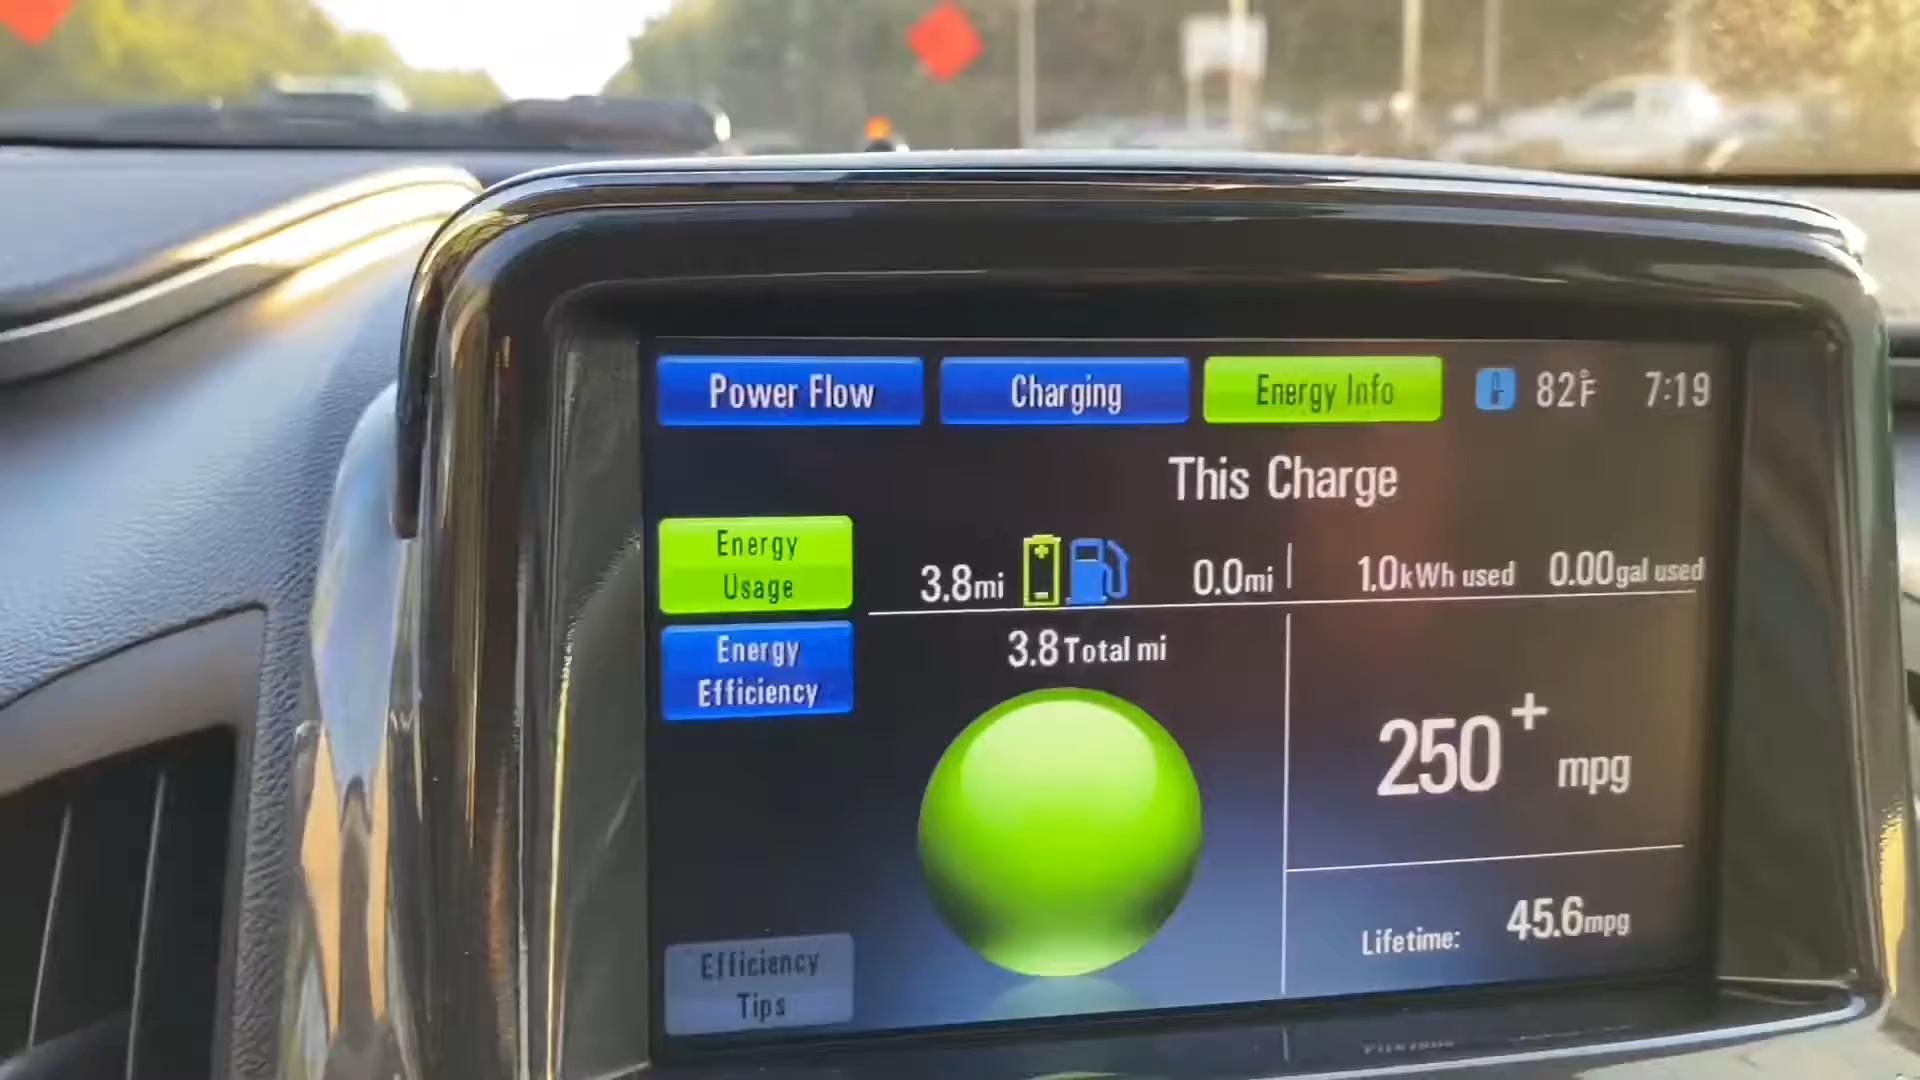 Power Flow Charging Energy Info 82°F 7:19
This Charge
Energy
Usage
3.8mi 0.0mi 1.0kWh used 0.00gal used
3.8 Total mi
Energy
Efficiency
250+ mpg
Lifetime: 45.6mpg
Efficiency
Tips